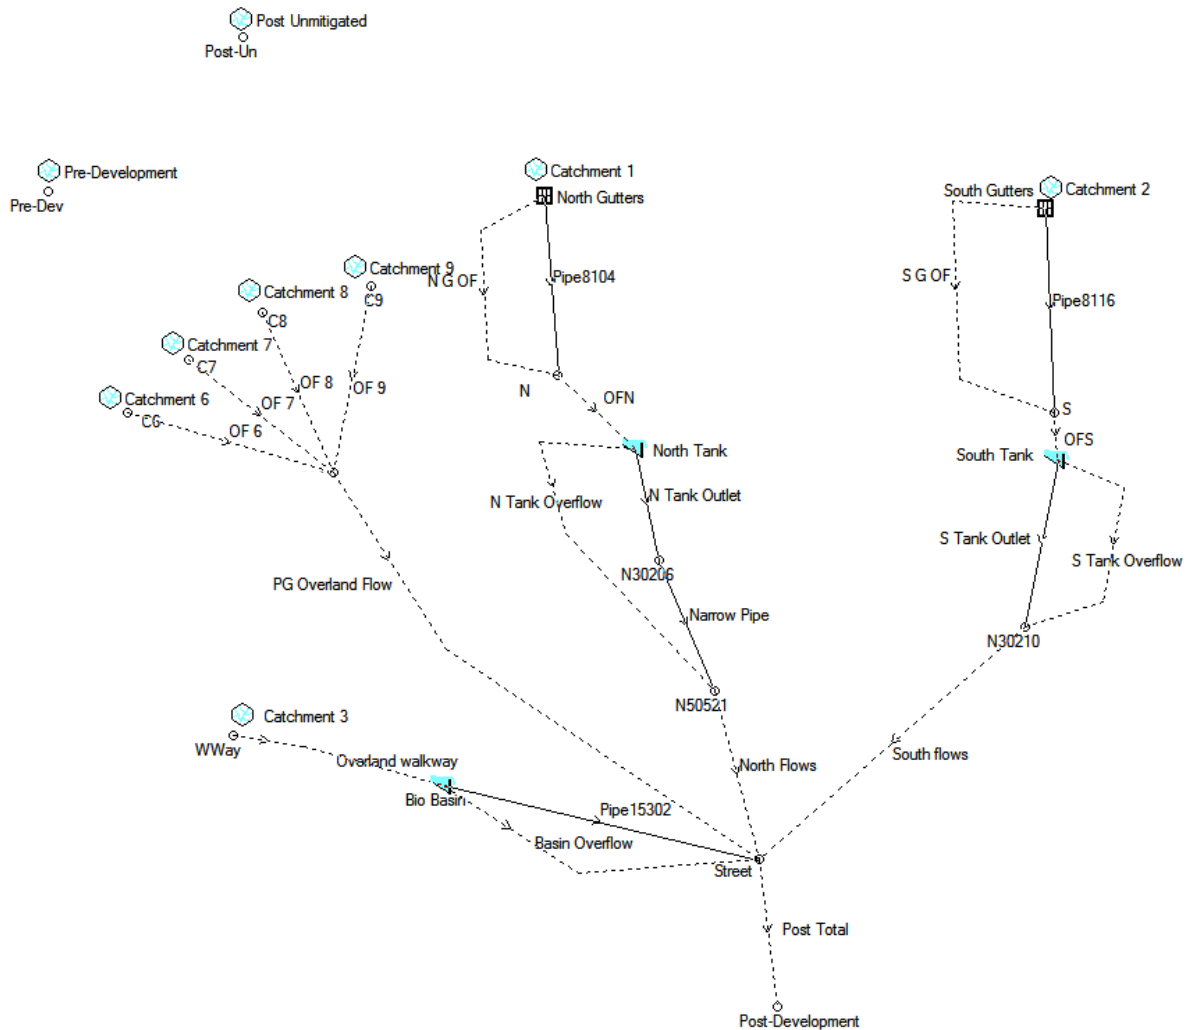 Post Unmitigated
Post-Un
Pre-Development
Pre-Dev
Catchment 1
North Gutters
South Gutters
Catchment 2
Catchment 9
C9
N G OF
Pipe8104
S G OF
Pipe8116
Catchment 8
C8
Catchment 7
C7
Catchment 6
C6
OF 8
OF 9
OF 7
OF 6
N
OFN
S
OFS
North Tank
South Tank
N Tank Overflow
N Tank Outlet
S Tank Outlet
S Tank Overflow
N30206
PG Overland Flow
Narrow Pipe
N30210
N50521
Catchment 3
WWay
Overland walkway
Bio Basin
North Flows
South flows
Pipe15302
Basin Overflow
Street
Post Total
Post-Development